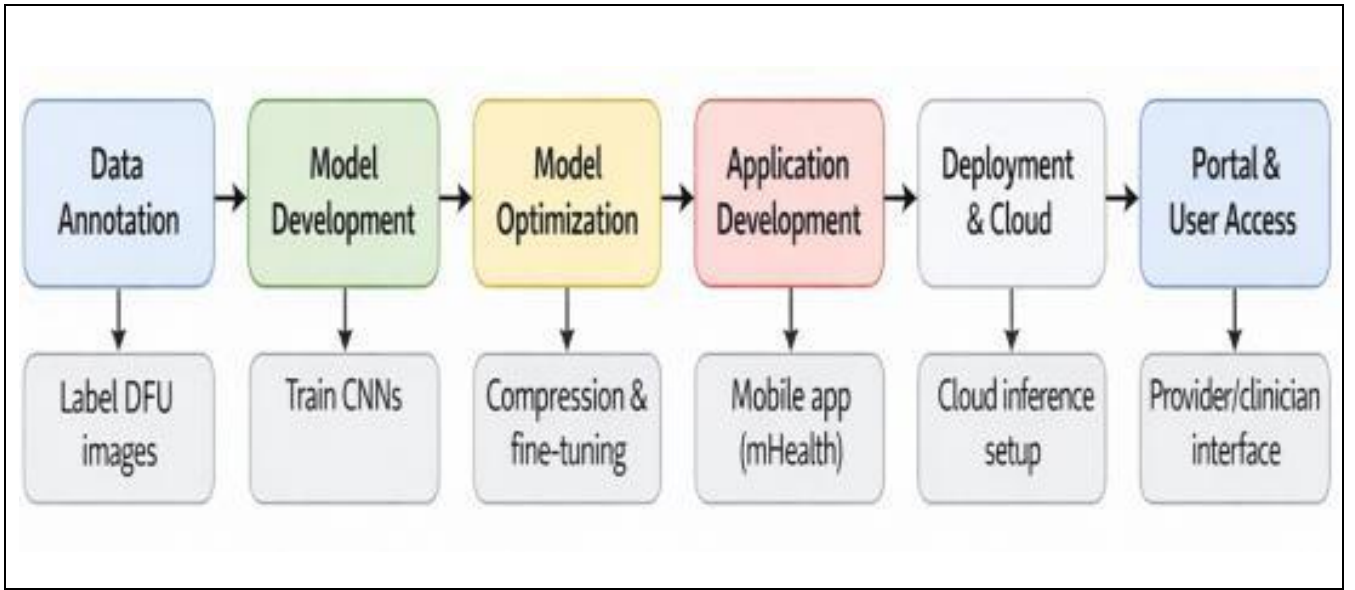 Data
Annotation
Model
Development
Model
Optimization
Application
Development
Deployment
& Cloud
Portal &
User Access
Label DFU
images
Train CNNs
Compression &
fine-tuning
Mobile app
(mHealth)
Cloud inference
setup
Provider/clinician
interface